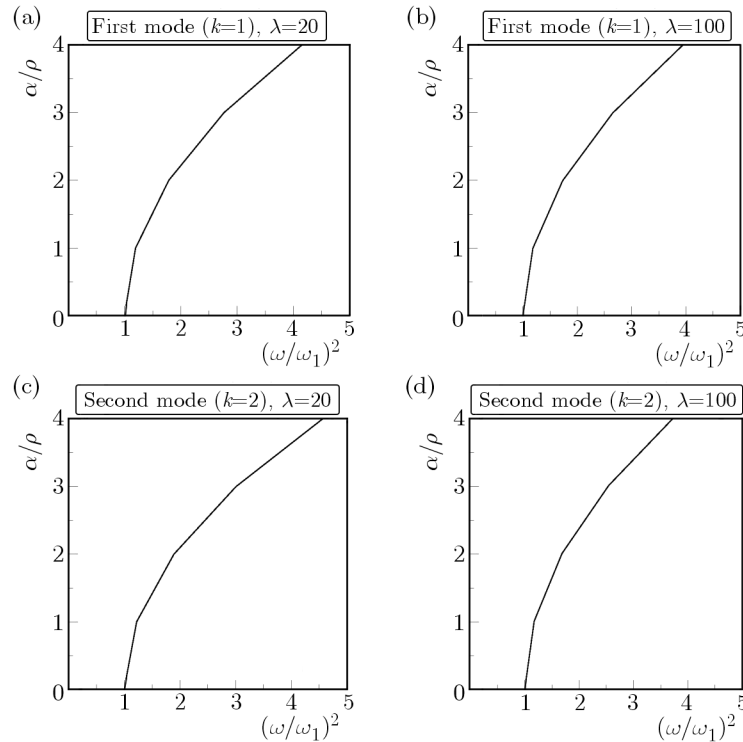 (a) First mode (k=1), λ=20
α/ρ
4
3
2
1
0
1 2 3 4 5
(ω/ω₁)²
(b) First mode (k=1), λ=100
α/ρ
4
3
2
1
0
1 2 3 4 5
(ω/ω₁)²
(c) Second mode (k=2), λ=20
α/ρ
4
3
2
1
0
1 2 3 4 5
(ω/ω₁)²
(d) Second mode (k=2), λ=100
α/ρ
4
3
2
1
0
1 2 3 4 5
(ω/ω₁)²